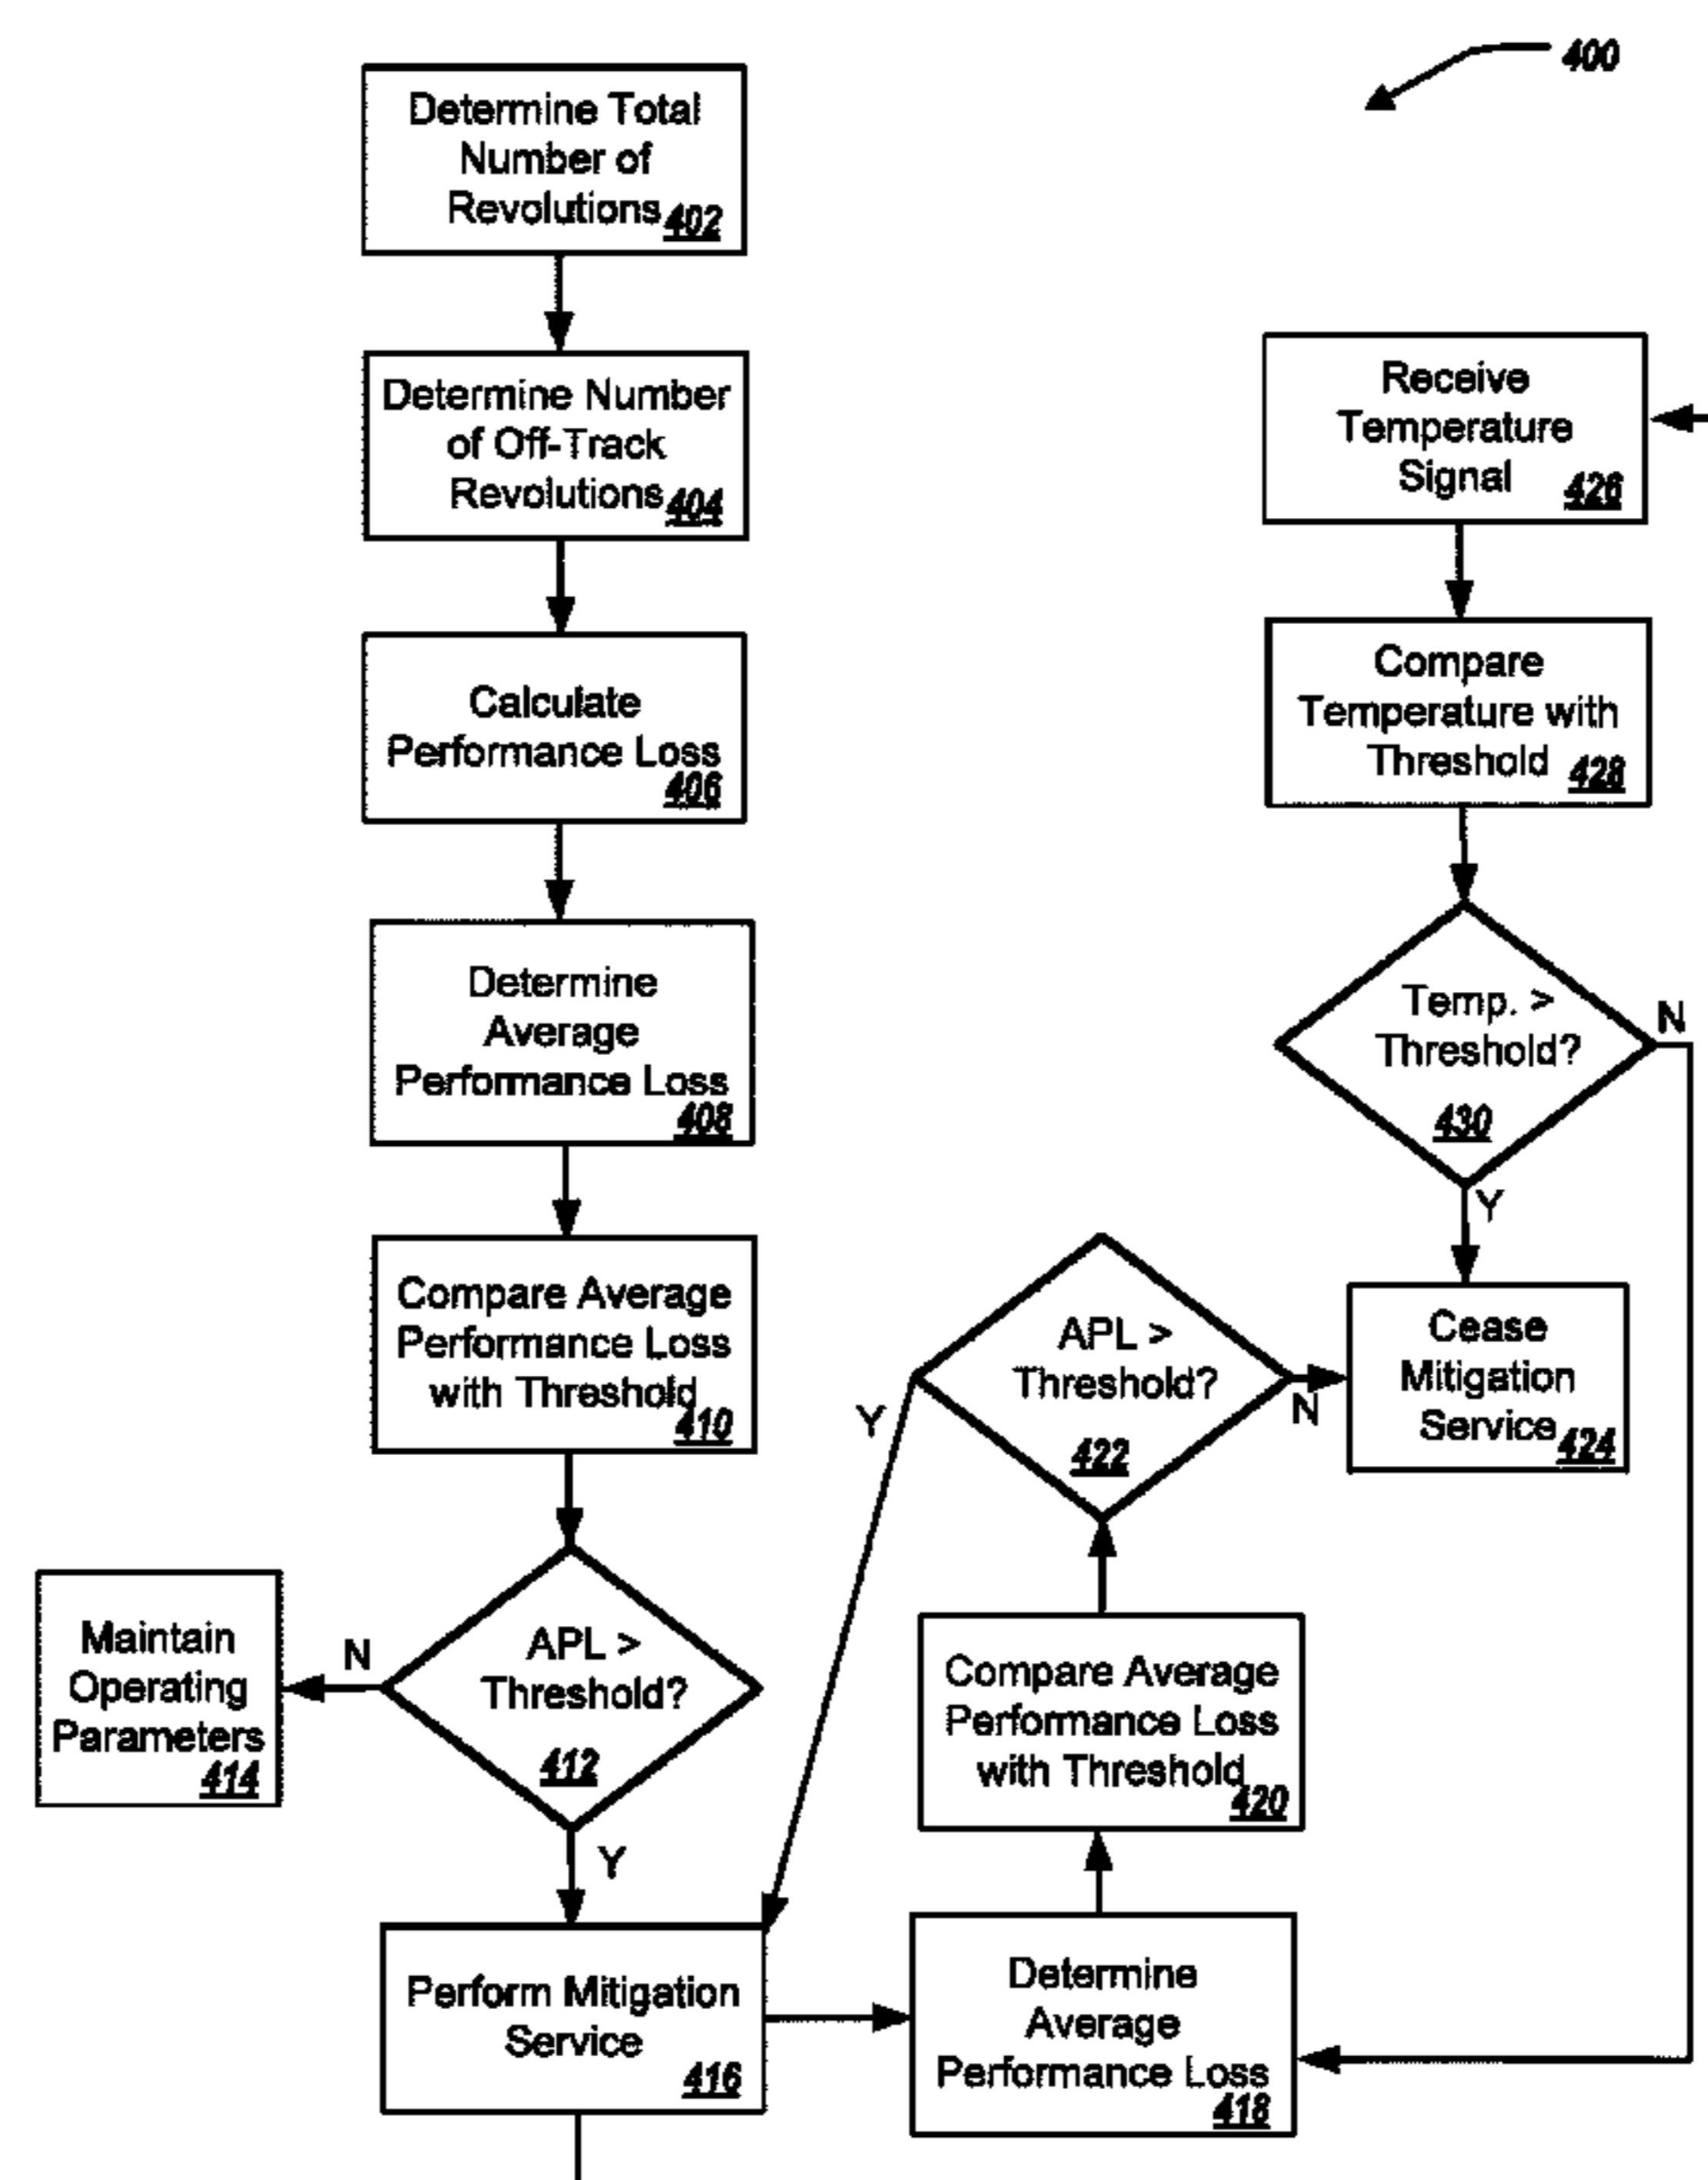 400
Determine Total
Number of
Revolutions 402
Determine Number
of Off-Track
Revolutions 404
Calculate
Performance Loss
406
Determine
Average
Performance Loss
408
Compare Average
Performance Loss
with Threshold
410
APL >
Threshold?
412
N
Maintain
Operating
Parameters
414
Y
Perform Mitigation
Service
416
Determine
Average
Performance Loss
418
Compare Average
Performance Loss
with Threshold
420
APL >
Threshold?
422
Y
N
Cease
Mitigation
Service 424
Receive
Temperature
Signal 426
Compare
Temperature with
Threshold 428
Temp. >
Threshold?
430
N
Y